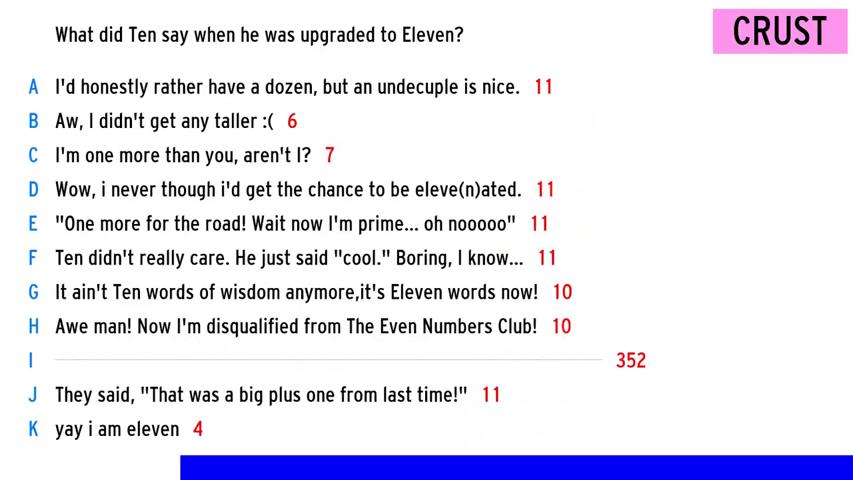 What did Ten say when he was upgraded to Eleven?
CRUST
A I'd honestly rather have a dozen, but an undecuple is nice. 11
B Aw, I didn't get any taller :( 6
C I'm one more than you, aren't I? 7
D Wow, i never though i'd get the chance to be eleve(n)ated. 11
E "One more for the road! Wait now I'm prime... oh nooooo" 11
F Ten didn't really care. He just said "cool." Boring, I know... 11
G It ain't Ten words of wisdom anymore,it's Eleven words now! 10
H Awe man! Now I'm disqualified from The Even Numbers Club! 10
I 352
J They said, "That was a big plus one from last time!" 11
K yay i am eleven 4